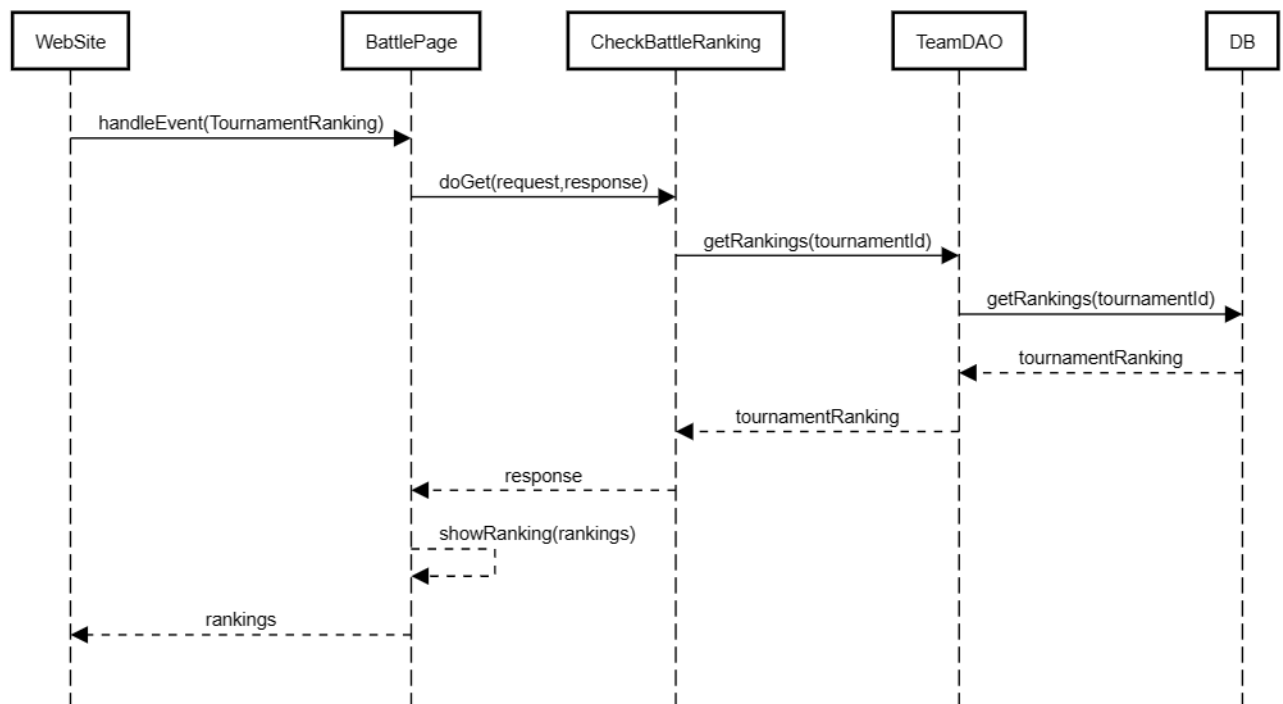 WebSite
BattlePage
CheckBattleRanking
TeamDAO
DB
handleEvent(TournamentRanking)
doGet(request,response)
getRankings(tournamentId)
getRankings(tournamentId)
tournamentRanking
tournamentRanking
response
showRanking(rankings)
rankings